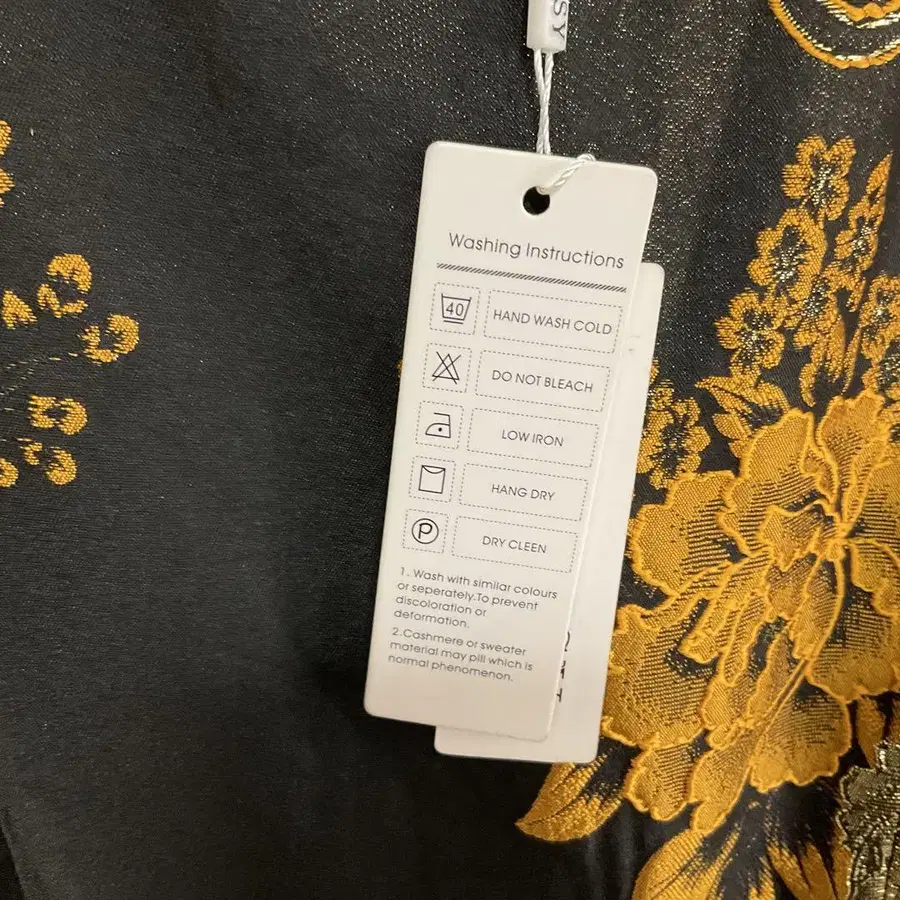 SY
Washing Instructions
40 HAND WASH COLD
DO NOT BLEACH
LOW IRON
HANG DRY
P DRY CLEEN
1. Wash with similar colours
or seperately.To prevent
discoloration or
deformation.
2.Cashmere or sweater
material may pill which is
normal phenomenon.